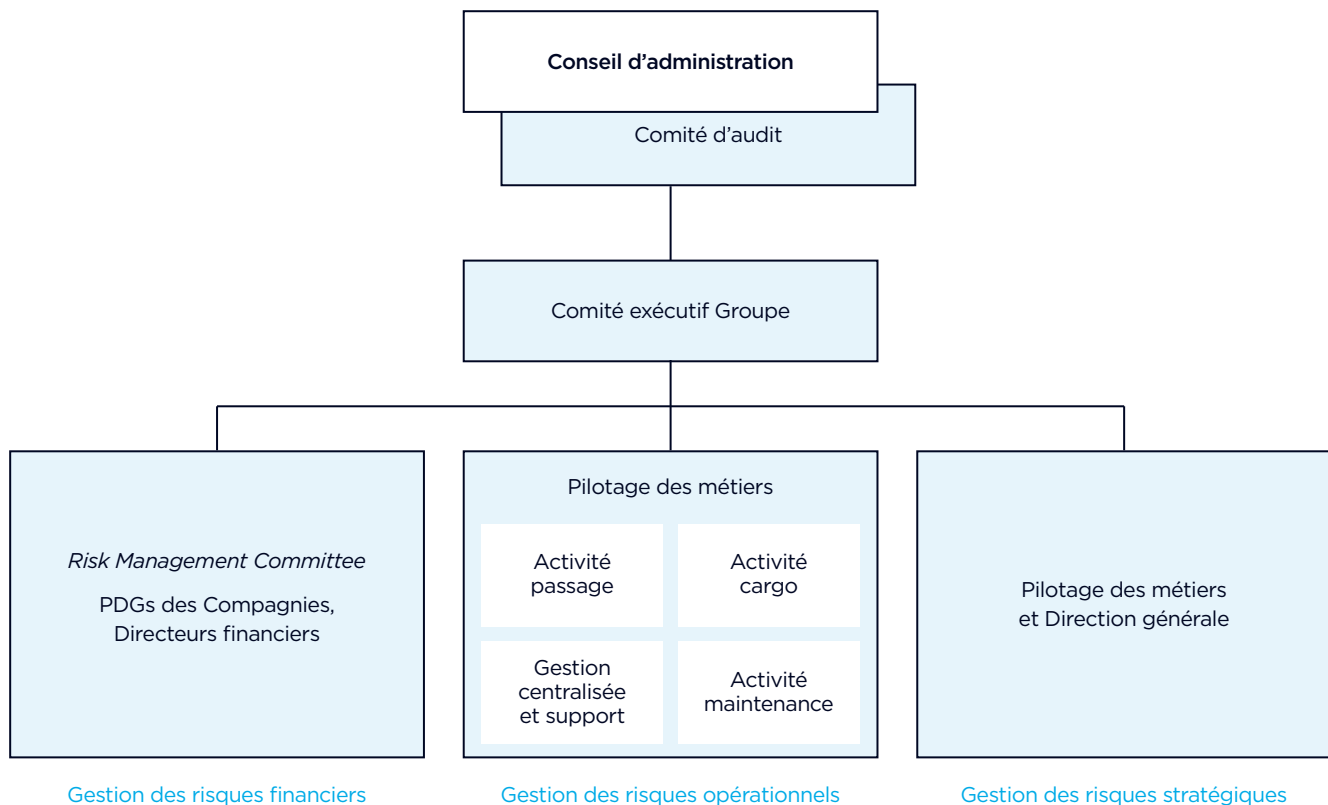 Conseil d’administration
Comité d’audit
Comité exécutif Groupe
Risk Management Committee
PDGs des Compagnies,
Directeurs financiers
Gestion des risques financiers
Pilotage des métiers
Activité
passage
Activité
cargo
Gestion
centralisée
et support
Activité
maintenance
Gestion des risques opérationnels
Pilotage des métiers
et Direction générale
Gestion des risques stratégiques